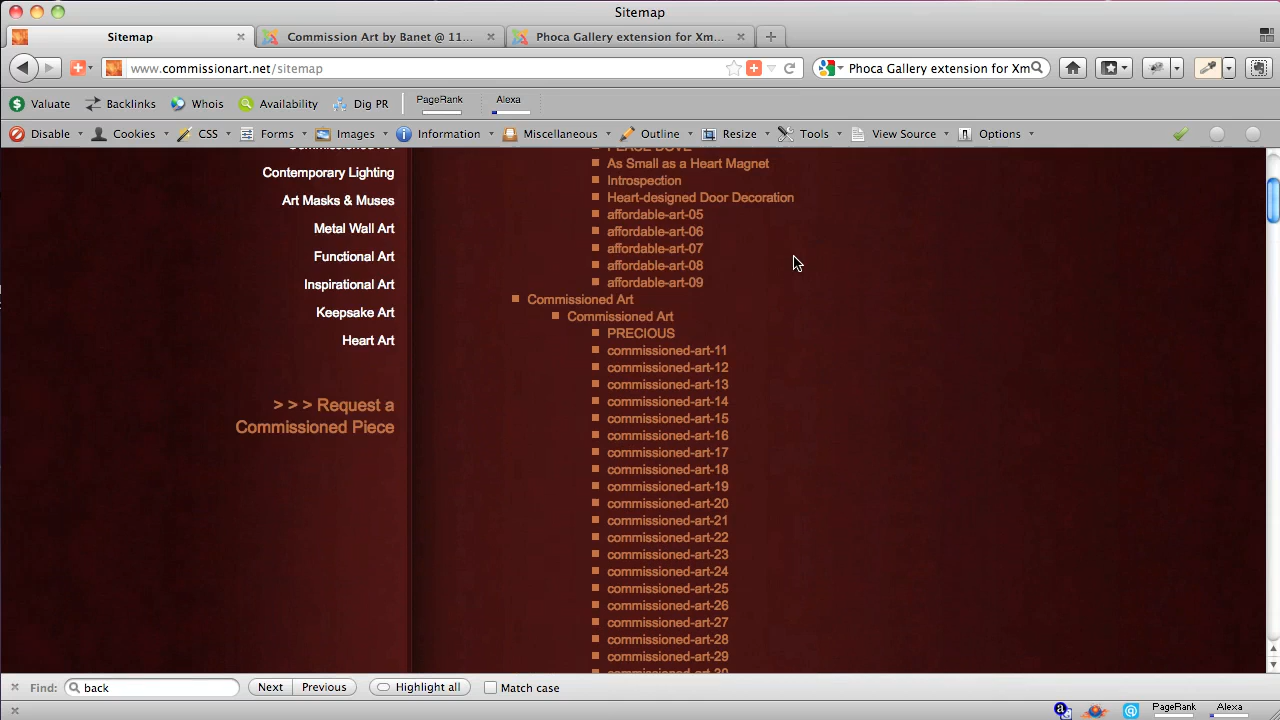 Sitemap
Sitemap
Commission Art by Banet @ 11...
Phoca Gallery extension for Xm...
www.commissionart.net/sitemap
Phoca Gallery extension for Xm
Valuate
Backlinks
Whois
Availability
Dig PR
PageRank
Alexa
Disable
Cookies
CSS
Forms
Images
Information
Miscellaneous
Outline
Resize
Tools
View Source
Options
Commissioned Art
Contemporary Lighting
Art Masks & Muses
Metal Wall Art
Functional Art
Inspirational Art
Keepsake Art
Heart Art
> > > Request a
Commissioned Piece
PEACE DOVE
As Small as a Heart Magnet
Introspection
Heart-designed Door Decoration
affordable-art-05
affordable-art-06
affordable-art-07
affordable-art-08
affordable-art-09
Commissioned Art
Commissioned Art
PRECIOUS
commissioned-art-11
commissioned-art-12
commissioned-art-13
commissioned-art-14
commissioned-art-15
commissioned-art-16
commissioned-art-17
commissioned-art-18
commissioned-art-19
commissioned-art-20
commissioned-art-21
commissioned-art-22
commissioned-art-23
commissioned-art-24
commissioned-art-25
commissioned-art-26
commissioned-art-27
commissioned-art-28
commissioned-art-29
commissioned-art-30
Find:
back
Next
Previous
Highlight all
Match case
PageRank
Alexa